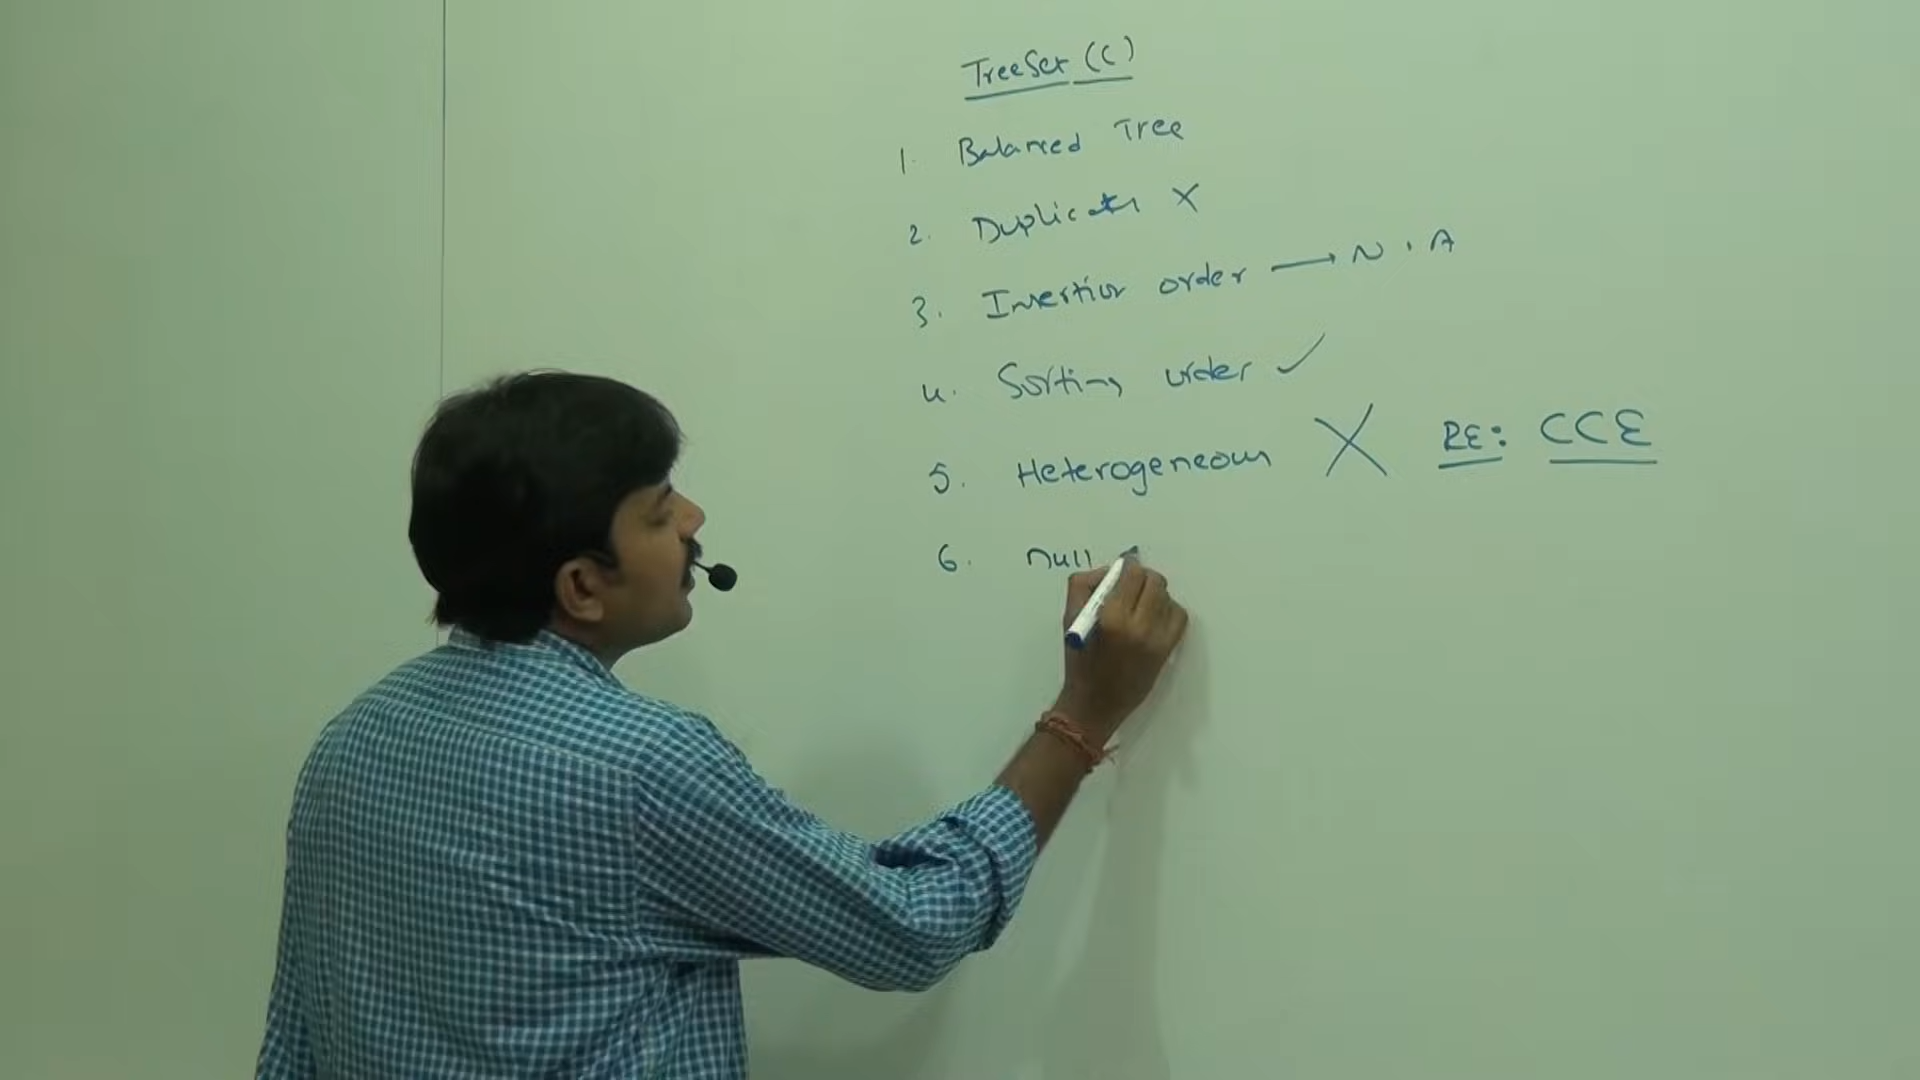 TreeSet (C)
1. Balanced Tree
2. Duplicates X
3. Insertion order → N.A
4. Sorting order ✓
5. Heterogeneous X RE: CCE
6. null